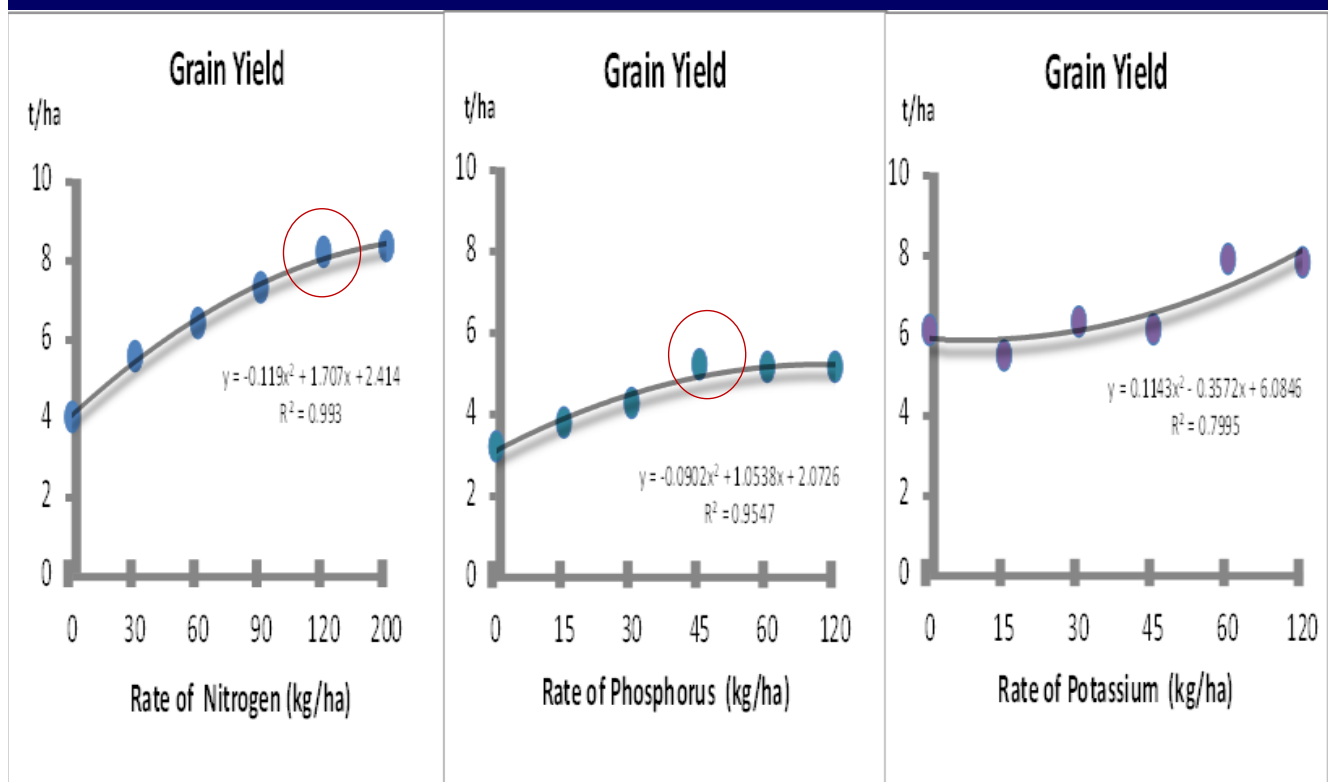 Grain Yield
t/ha
10
8
6
4
2
0
y = -0.119x² + 1.707x + 2.414
R² = 0.993
0 30 60 90 120 200
Rate of Nitrogen (kg/ha)
Grain Yield
t/ha
10
8
6
4
2
0
y = -0.0902x² + 1.0538x + 2.0726
R² = 0.9547
0 15 30 45 60 120
Rate of Phosphorus (kg/ha)
Grain Yield
t/ha
10
8
6
4
2
0
y = 0.1143x² - 0.3572x + 6.0846
R² = 0.7995
0 15 30 45 60 120
Rate of Potassium (kg/ha)